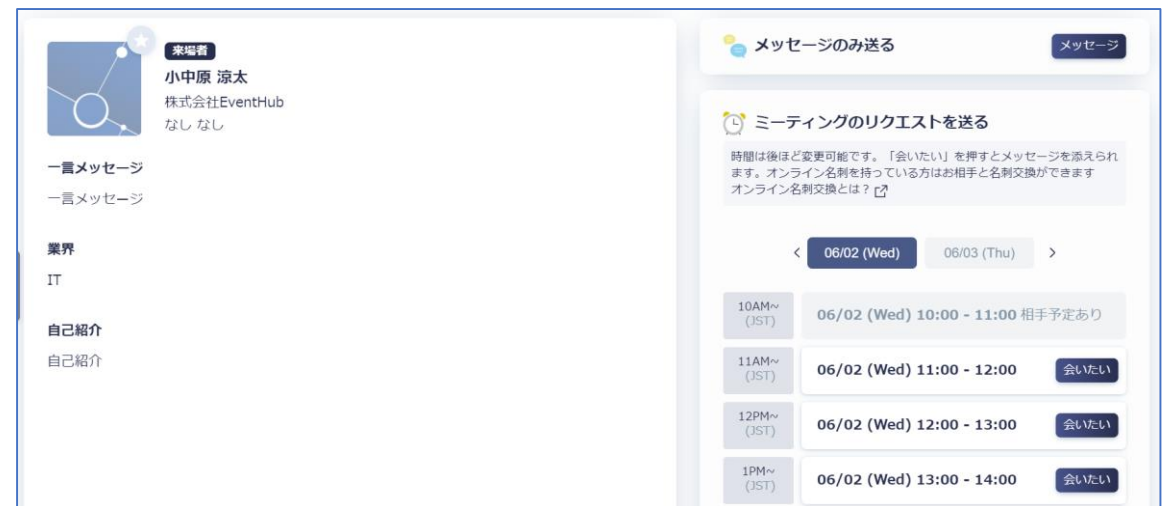 来場者
小中原 涼太
株式会社EventHub
なし なし
一言メッセージ
一言メッセージ
業界
IT
自己紹介
自己紹介
メッセージのみ送る
メッセージ
ミーティングのリクエストを送る
時間は後ほど変更可能です。「会いたい」を押すとメッセージを添えられ
ます。オンライン名刺を持っている方はお相手と名刺交換ができます
オンライン名刺交換とは?
< 06/02 (Wed) 06/03 (Thu) >
10AM~
(JST)
06/02 (Wed) 10:00 - 11:00 相手予定あり
11AM~
(JST)
06/02 (Wed) 11:00 - 12:00 会いたい
12PM~
(JST)
06/02 (Wed) 12:00 - 13:00 会いたい
1PM~
(JST)
06/02 (Wed) 13:00 - 14:00 会いたい